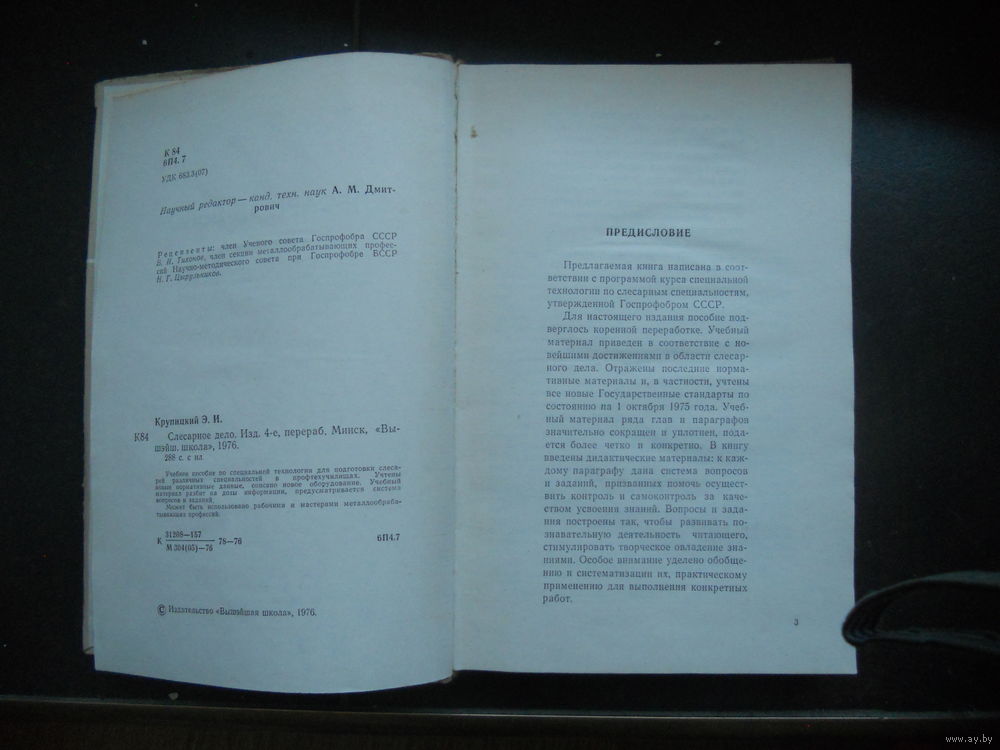 К 84
6П4. 7
УДК 683.3(07)
Научный редактор — канд. техн. наук А. М. Дмит-
рович
Рецензенты: член Ученого совета Госпрофобра СССР
Б. И. Тихонов, член секции металлообрабатывающих профес-
сий Научно-методического совета при Госпрофобре БССР
Н. Г. Цырульников.
Крупицкий Э. И.
К84 Слесарное дело. Изд. 4-е, перераб. Минск, «Вы-
шэйш. школа», 1976.
288 с. с ил.
Учебное пособие по специальной технологии для подготовки слеса-
рей различных специальностей в профтехучилищах. Учтены
новые нормативные данные, описано новое оборудование. Учебный
материал разбит на дозы информации, предусматривается система
вопросов и заданий.
Может быть использовано рабочими и мастерами металлообраба-
тывающих профессий.
31208—157
К 78—76 6П4.7
М 304(05)—76
© Издательство «Вышэйшая школа», 1976.
ПРЕДИСЛОВИЕ
Предлагаемая книга написана в соот-
ветствии с программой курса специальной
технологии по слесарным специальностям,
утвержденной Госпрофобром СССР.
Для настоящего издания пособие под-
верглось коренной переработке. Учебный
материал приведен в соответствие с но-
вейшими достижениями в области слесар-
ного дела. Отражены последние норма-
тивные материалы и, в частности, учтены
все новые Государственные стандарты по
состоянию на 1 октября 1975 года. Учеб-
ный материал ряда глав и параграфов
значительно сокращен и уплотнен, пода-
ется более четко и конкретно. В книгу
введены дидактические материалы: к каж-
дому параграфу дана система вопросов
и заданий, призванных помочь осущест-
вить контроль и самоконтроль за каче-
ством усвоения знаний. Вопросы и зада-
ния построены так, чтобы развивать по-
знавательную деятельность читающего,
стимулировать творческое овладение зна-
ниями. Особое внимание уделено обобще-
нию и систематизации их, практическому
применению для выполнения конкретных
работ.
3
www.ay.by